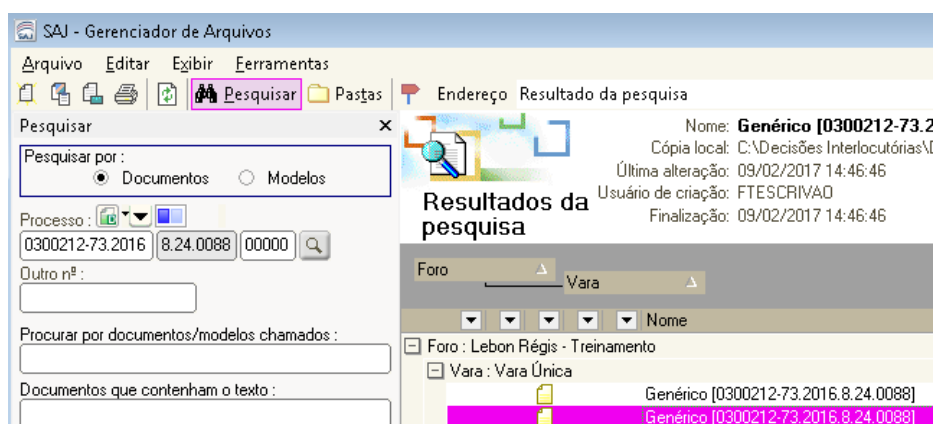 SAJ - Gerenciador de Arquivos
Arquivo Editar Exibir Ferramentas
Pesquisar Pastas Endereço Resultado da pesquisa
Pesquisar x
Pesquisar por :
Documentos Modelos
Processo :
0300212-73.2016 8.24.0088 00000
Outro nº :
Procurar por documentos/modelos chamados :
Documentos que contenham o texto :
Resultados da pesquisa
Nome: Genérico [0300212-73.2
Cópia local: C:\Decisões Interlocutórias\
Última alteração: 09/02/2017 14:46:46
Usuário de criação: FTESCRIVAO
Finalização: 09/02/2017 14:46:46
Foro
Vara
Nome
Foro : Lebon Régis - Treinamento
Vara : Vara Única
Genérico [0300212-73.2016.8.24.0088]
Genérico [0300212-73.2016.8.24.0088]